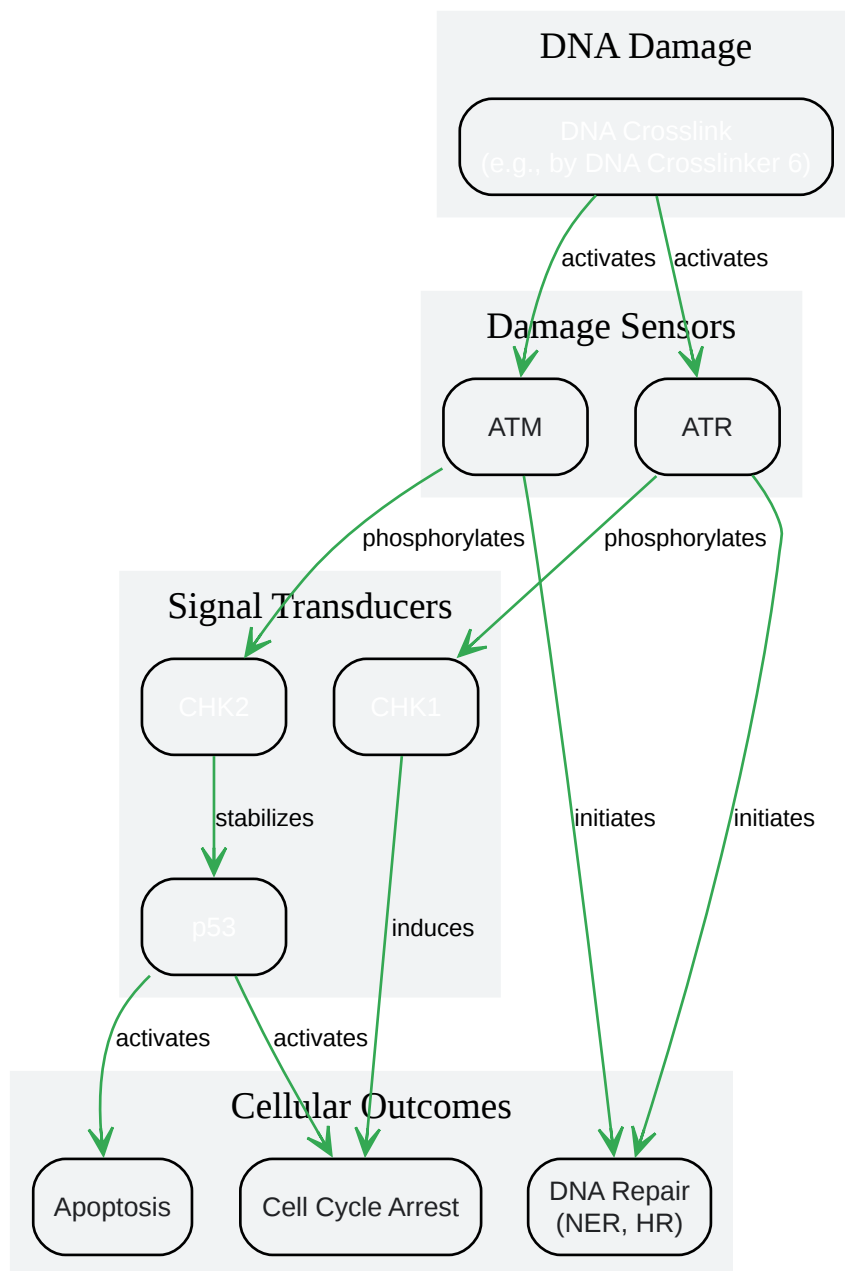 DNA Damage
DNA Crosslink
(e.g., by DNA Crosslinker 6)
activates
activates
Damage Sensors
ATM
ATR
phosphorylates
phosphorylates
Signal Transducers
CHK2
CHK1
stabilizes
initiates
initiates
p53
induces
activates
activates
Cellular Outcomes
Apoptosis
Cell Cycle Arrest
DNA Repair
(NER, HR)